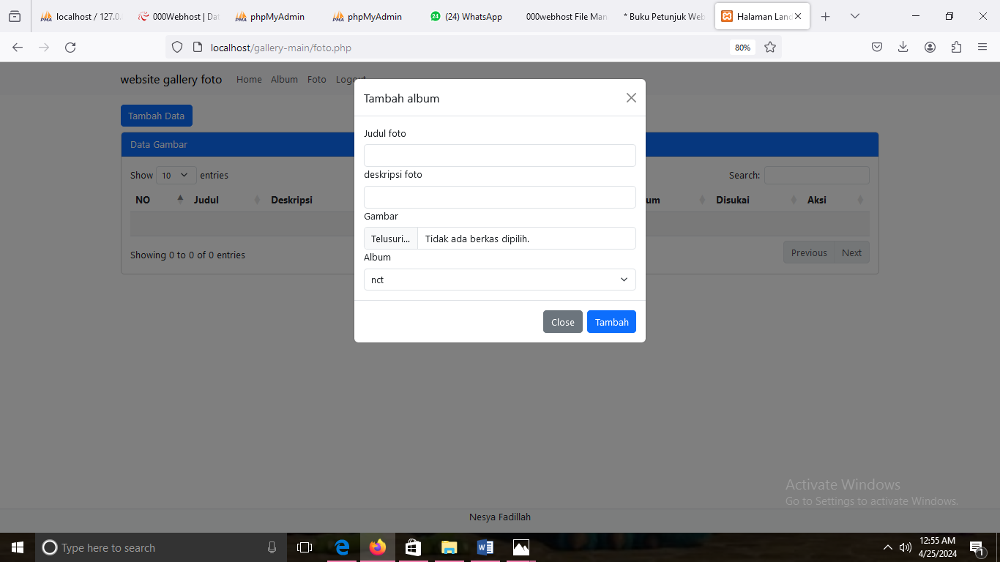 localhost / 127.0.
000Webhost | Dat
phpMyAdmin
phpMyAdmin
(24) WhatsApp
000webhost File Man
* Buku Petunjuk Web
Halaman Land
localhost/gallery-main/foto.php
80%
website gallery foto Home Album Foto Logout
Tambah album
Tambah Data
Judul foto
Data Gambar
Show 10 entries
deskripsi foto
Search:
NO Judul Deskripsi
um Disukai Aksi
Gambar
Telusuri... Tidak ada berkas dipilih.
Showing 0 to 0 of 0 entries
Album
Previous Next
nct
Close Tambah
Activate Windows
Go to Settings to activate Windows.
Nesya Fadillah
Type here to search
12:55 AM
4/25/2024
1